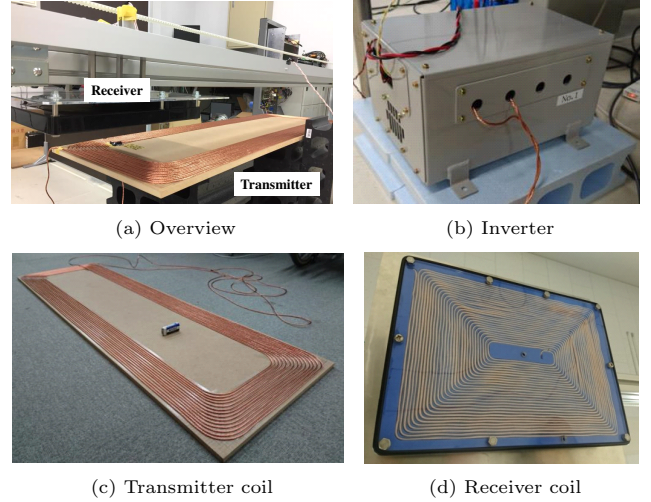 Receiver
Transmitter
(a) Overview
No. 1
(b) Inverter
(c) Transmitter coil
(d) Receiver coil